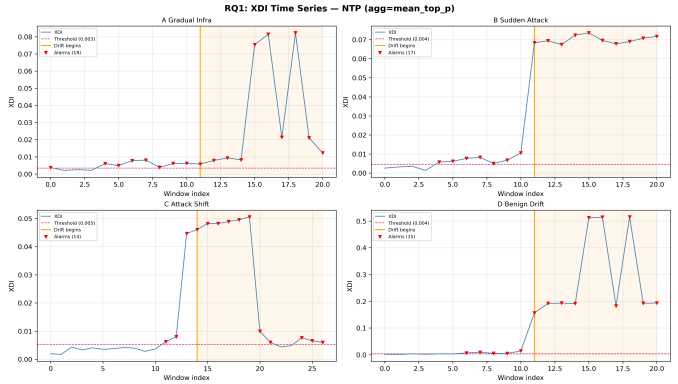 RQ1: XDI Time Series — NTP (agg=mean_top_p)
A Gradual Infra
XDI
Threshold (0.003)
Drift begins
Alarms (18)
XDI
0.08
0.07
0.06
0.05
0.04
0.03
0.02
0.01
0.00
0.0 2.5 5.0 7.5 10.0 12.5 15.0 17.5 20.0
Window index
B Sudden Attack
XDI
Threshold (0.004)
Drift begins
Alarms (17)
XDI
0.07
0.06
0.05
0.04
0.03
0.02
0.01
0.00
0.0 2.5 5.0 7.5 10.0 12.5 15.0 17.5 20.0
Window index
C Attack Shift
XDI
Threshold (0.005)
Drift begins
Alarms (14)
XDI
0.05
0.04
0.03
0.02
0.01
0.00
0 5 10 15 20 25
Window index
D Benign Drift
XDI
Threshold (0.004)
Drift begins
Alarms (15)
XDI
0.5
0.4
0.3
0.2
0.1
0.0
0.0 2.5 5.0 7.5 10.0 12.5 15.0 17.5 20.0
Window index